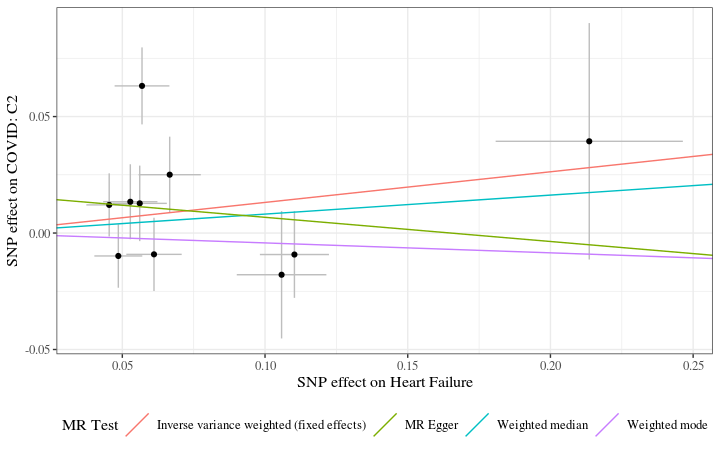 SNP effect on COVID: C2
0.05
0.00
-0.05
0.05
0.10
0.15
0.20
0.25
SNP effect on Heart Failure
MR Test
Inverse variance weighted (fixed effects)
MR Egger
Weighted median
Weighted mode